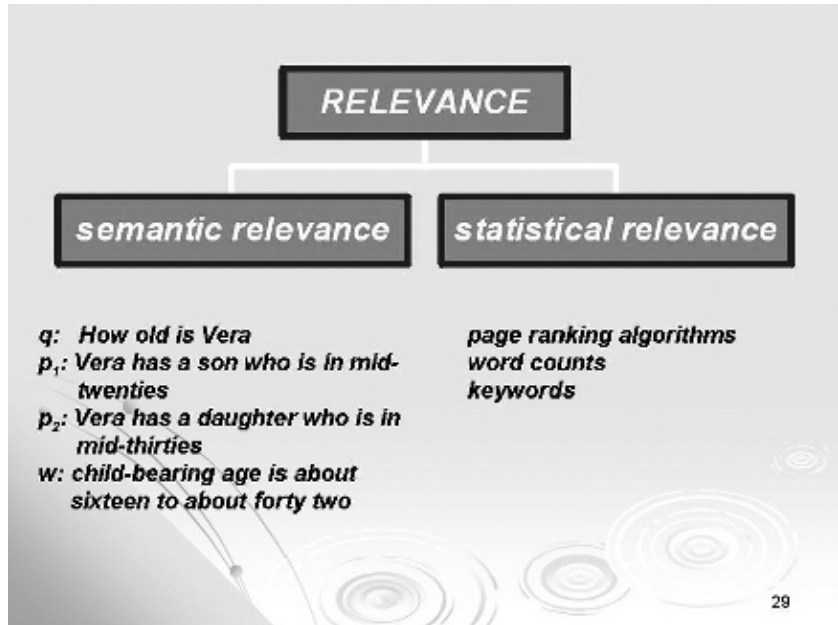 RELEVANCE
semantic relevance
statistical relevance
q: How old is Vera
p₁: Vera has a son who is in mid-
twenties
p₂: Vera has a daughter who is in
mid-thirties
w: child-bearing age is about
sixteen to about forty two
page ranking algorithms
word counts
keywords
29